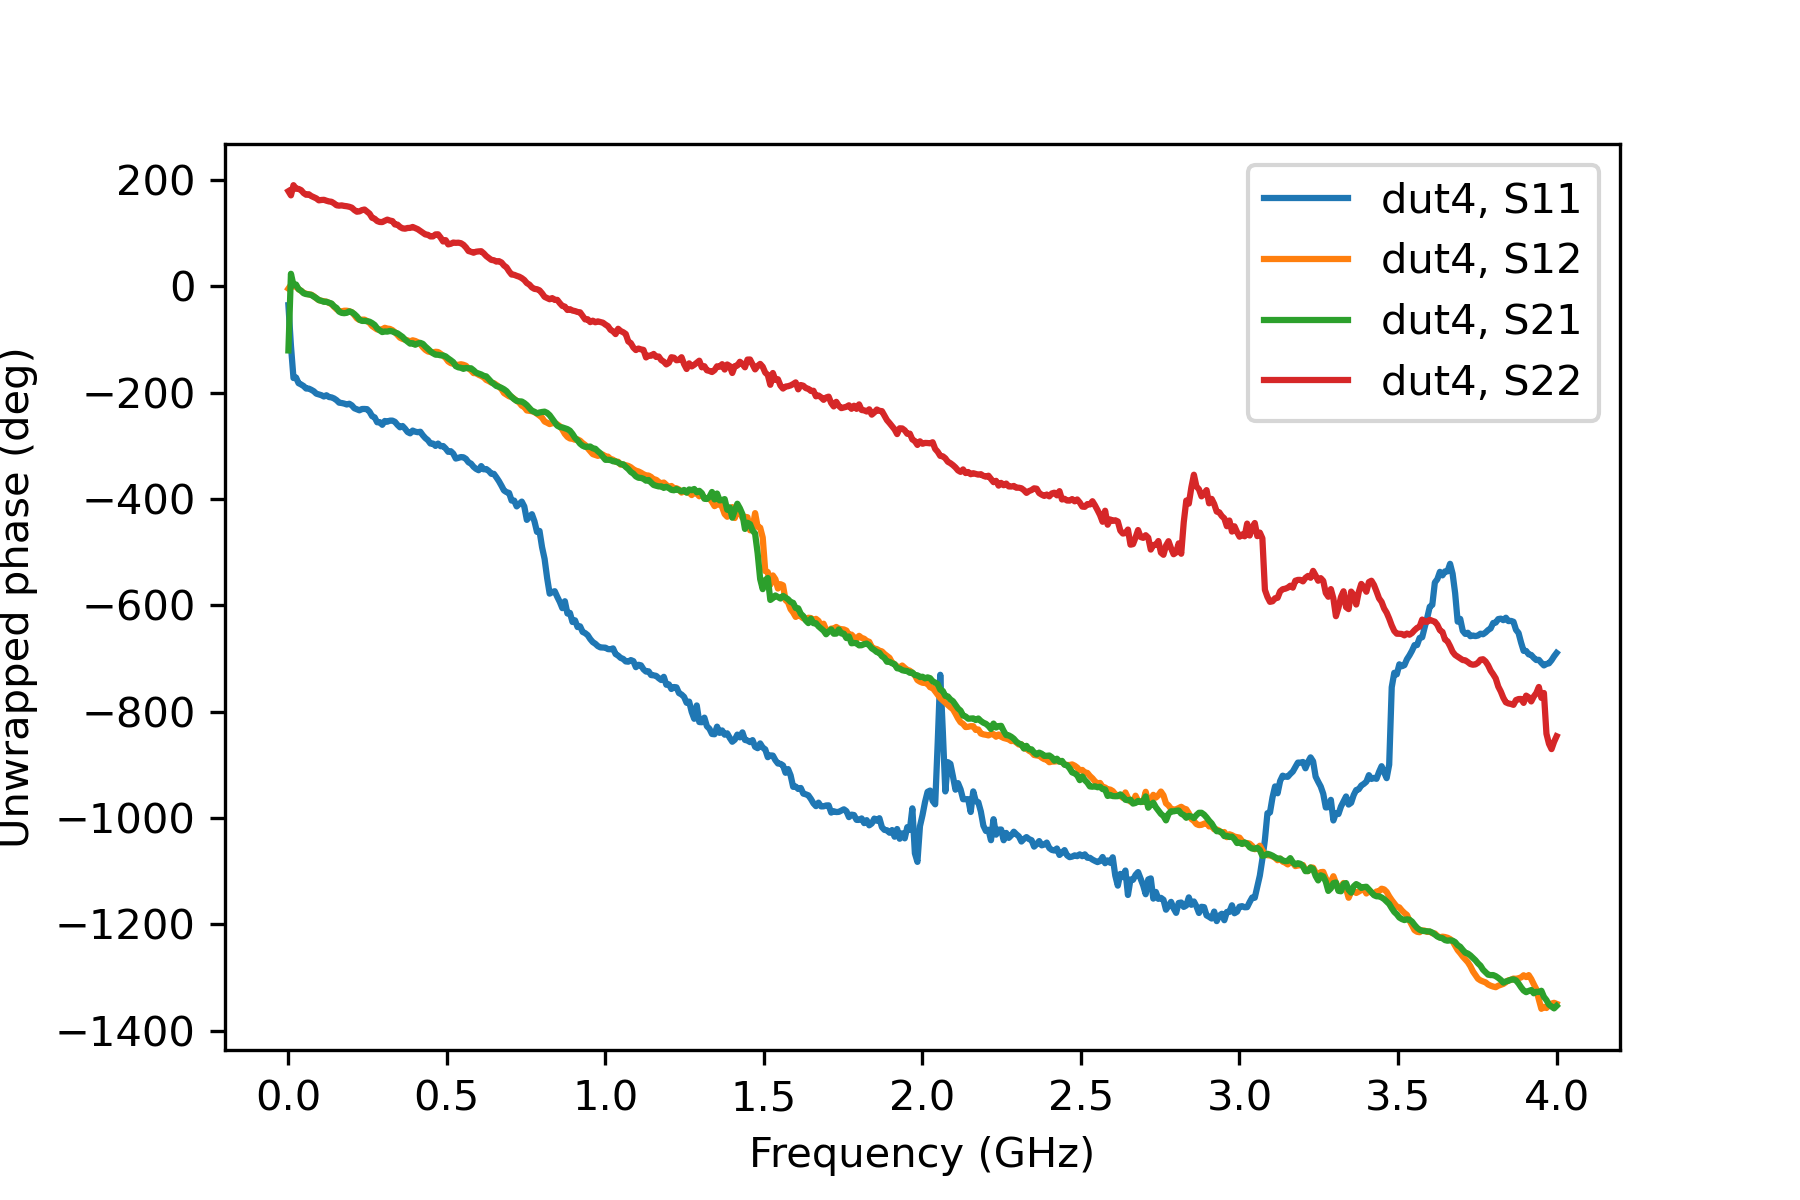 200
0
−200
−400
−600
−800
−1000
−1200
−1400
Unwrapped phase (deg)
dut4, S11
dut4, S12
dut4, S21
dut4, S22
0.0 0.5 1.0 1.5 2.0 2.5 3.0 3.5 4.0
Frequency (GHz)